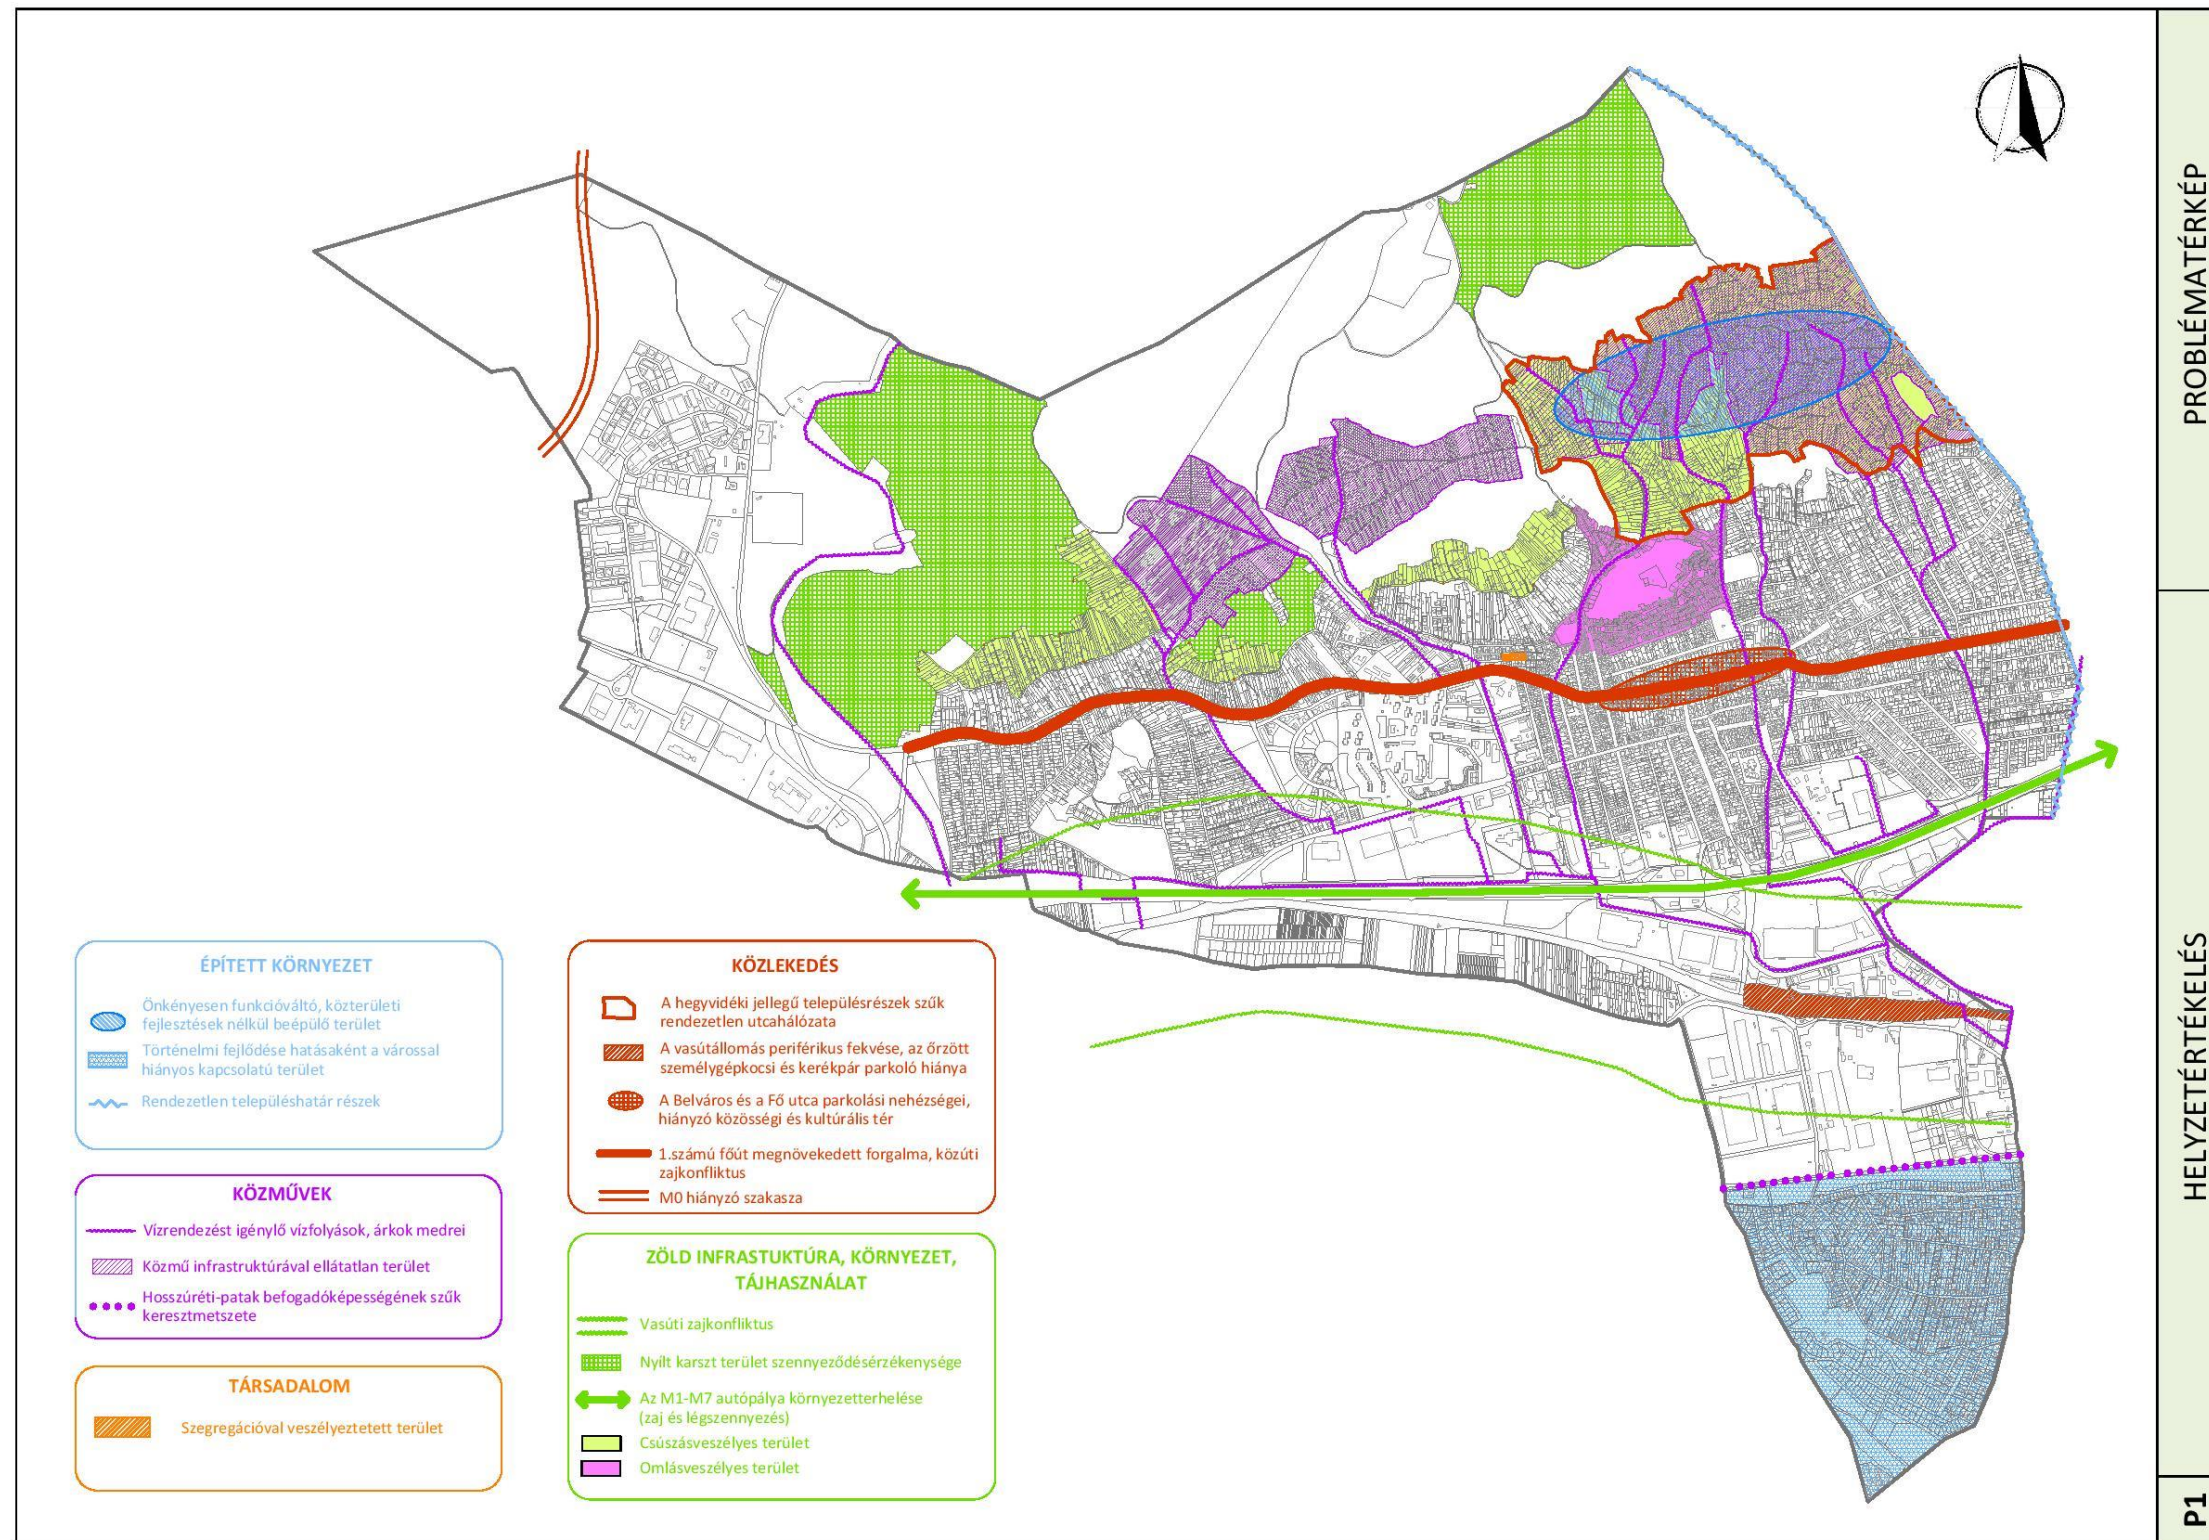 ÉPÍTETT KÖRNYEZET
Önkényesen funkcióváltó, közterületi
fejlesztések nélkül beépülő terület
Történelmi fejlődése hatásaként a várossal
hiányos kapcsolatú terület
Rendezetlen településhatár részek
KÖZMŰVEK
Vízrendezést igénylő vízfolyások, árkok medrei
Közmű infrastruktúrával ellátatlan terület
Hosszúréti-patak befogadóképességének szűk
keresztmetszete
TÁRSADALOM
Szegregációval veszélyeztetett terület
KÖZLEKEDÉS
A hegyvidéki jellegű településrészek szűk
rendezetlen utcahálózata
A vasútállomás periférikus fekvése, az őrzött
személygépkocsi és kerékpár parkoló hiánya
A Belváros és a Fő utca parkolási nehézségei,
hiányzó közösségi és kultúrális tér
1.számú főút megnövekedett forgalma, közúti
zajkonfliktus
M0 hiányzó szakasza
ZÖLD INFRASTUKTÚRA, KÖRNYEZET,
TÁJHASZNÁLAT
Vasúti zajkonfliktus
Nyílt karszt terület szennyeződésérzékenysége
Az M1-M7 autópálya környezetterhelése
(zaj és légszennyezés)
Csúszásveszélyes terület
Omlásveszélyes terület
PROBLÉMATÉRKÉP
HELYZETÉRTÉKELÉS
P1